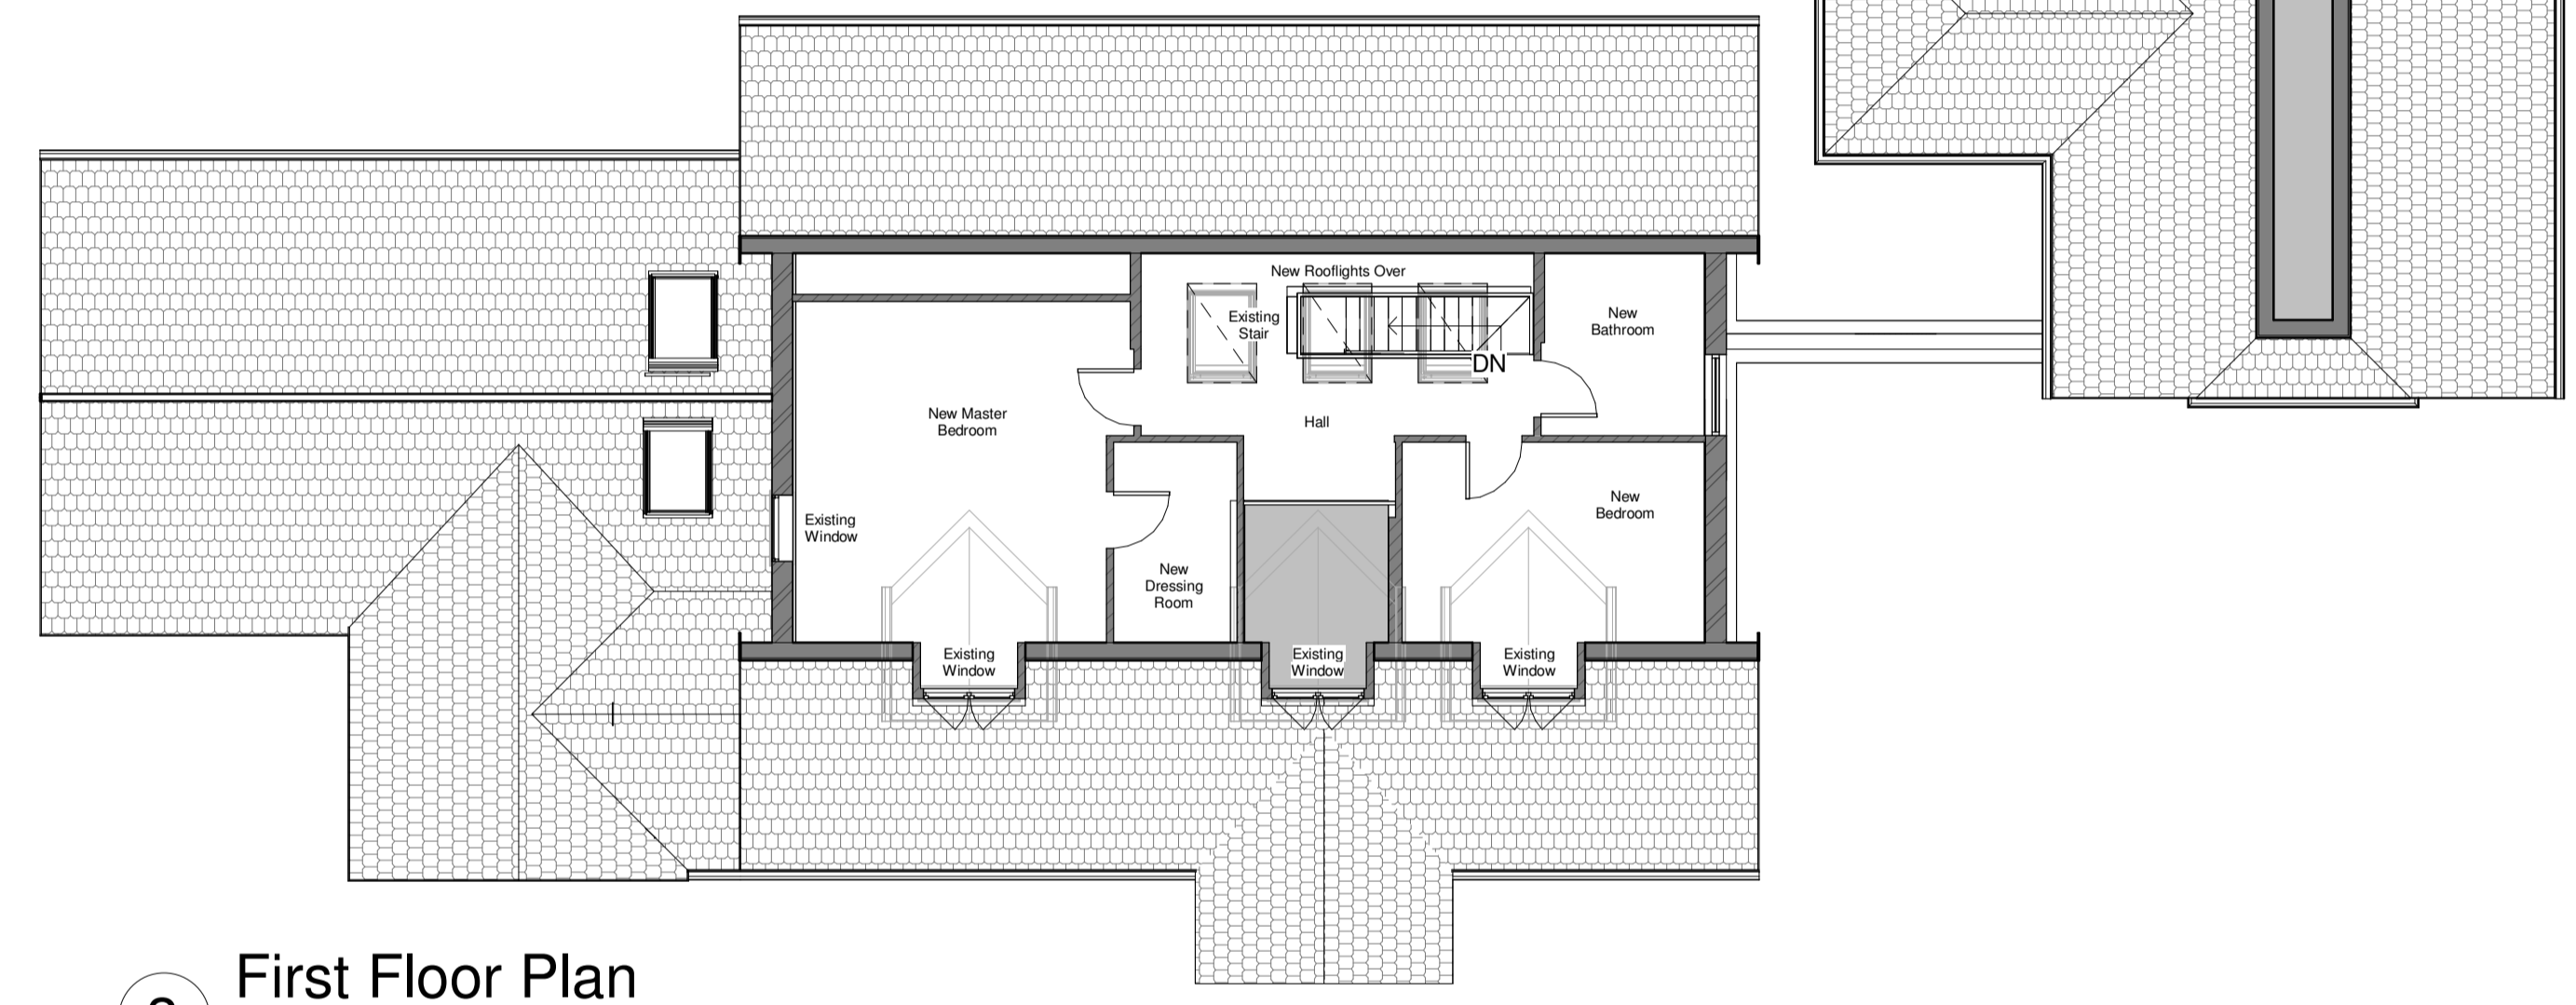 New Rooflights Over
Existing
Stair
New
Bathroom
DN
New Master
Bedroom
Hall
Existing
Window
New
Bedroom
New
Dressing
Room
Existing
Window
Existing
Window
Existing
Window
First Floor Plan